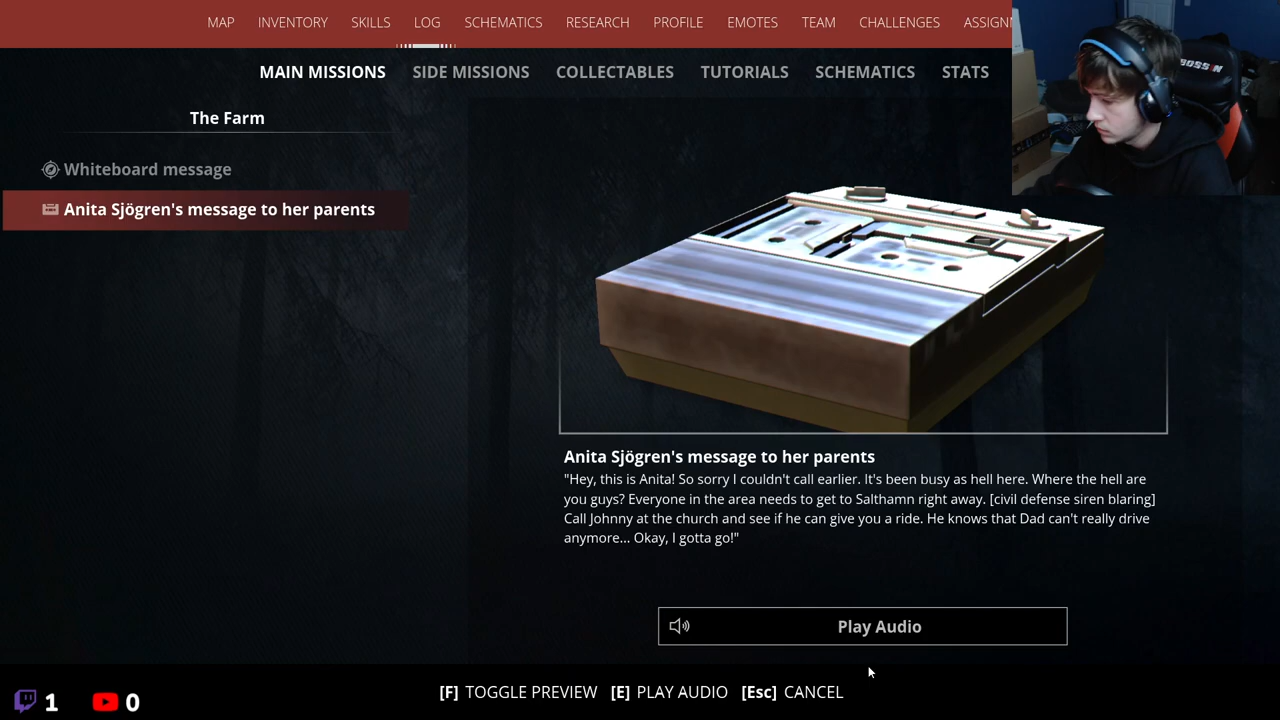 MAP INVENTORY SKILLS LOG SCHEMATICS RESEARCH PROFILE EMOTES TEAM CHALLENGES
MAIN MISSIONS SIDE MISSIONS COLLECTABLES TUTORIALS SCHEMATICS STATS
The Farm
Whiteboard message
Anita Sjögren's message to her parents
Anita Sjögren's message to her parents
"Hey, this is Anita! So sorry I couldn't call earlier. It's been busy as hell here. Where the hell are
you guys? Everyone in the area needs to get to Salthamn right away. [civil defense siren blaring]
Call Johnny at the church and see if he can give you a ride. He knows that Dad can't really drive
anymore... Okay, I gotta go!"
Play Audio
[F] TOGGLE PREVIEW [E] PLAY AUDIO [Esc] CANCEL
1 0